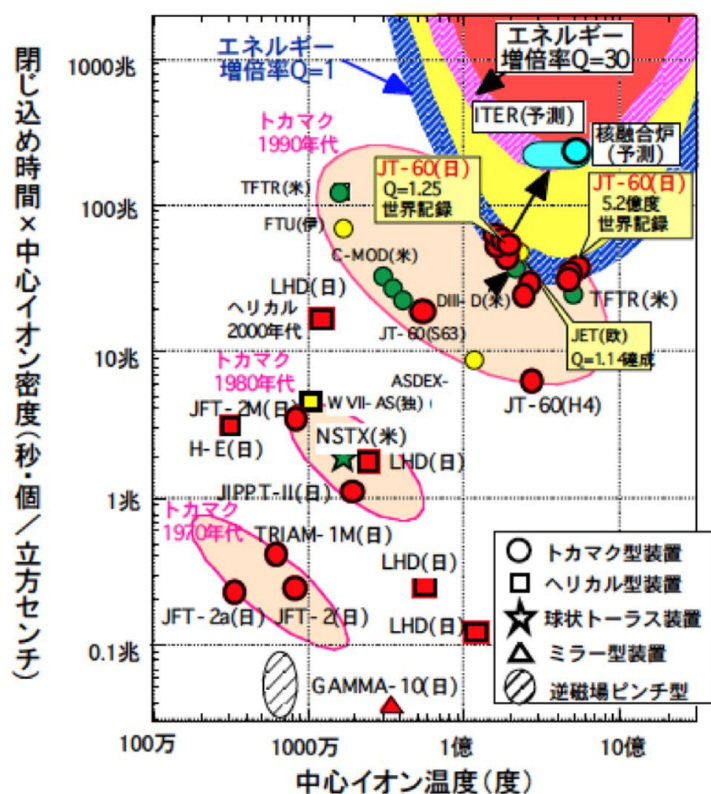 閉じ込め時間×中心イオン密度(秒・個／立方センチ)
1000兆
100兆
10兆
1兆
0.1兆
100万
1000万
1億
10億
中心イオン温度(度)
エネルギー
増倍率Q=1
エネルギー
増倍率Q=30
ITER(予測)
核融合炉
(予測)
トカマク
1990年代
JT-60(日)
Q=1.25
世界記録
JT-60(日)
5.2億度
世界記録
TFTR(米)
FTU(伊)
C-MOD(米)
LHD(日)
ヘリカル
2000年代
DIII-D(米)
TFTR(米)
JT-60(S63)
JET(欧)
Q=1.14達成
トカマク
1980年代
ASDEX-
JT-60(H4)
JFT-2M(日)
W VII-AS(独)
H-E(日)
NSTX(米)
LHD(日)
JIPPT-II(日)
トカマク
1970年代
TRIAM-1M(日)
LHD(日)
JFT-2a(日)
JFT-2(日)
LHD(日)
GAMMA-10(日)
トカマク型装置
ヘリカル型装置
球状トーラス装置
ミラー型装置
逆磁場ピンチ型